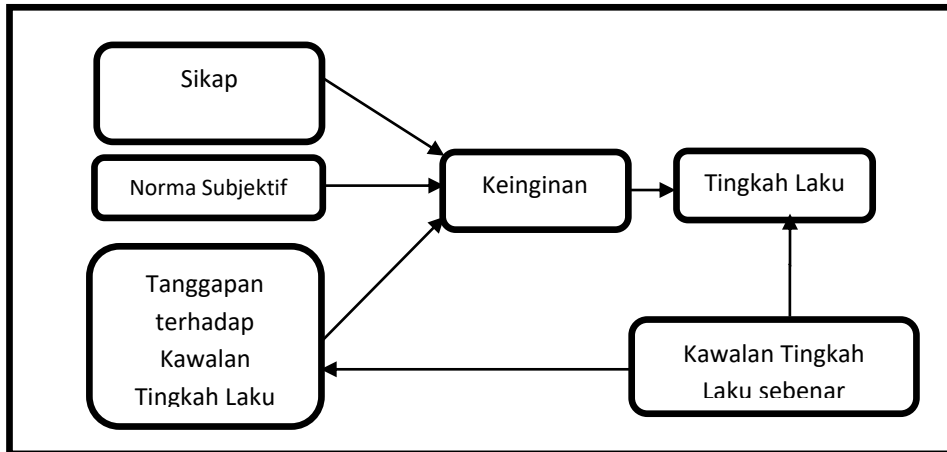 Sikap
Norma Subjektif
Tanggapan
terhadap
Kawalan
Tingkah Laku
Keinginan
Tingkah Laku
Kawalan Tingkah
Laku sebenar